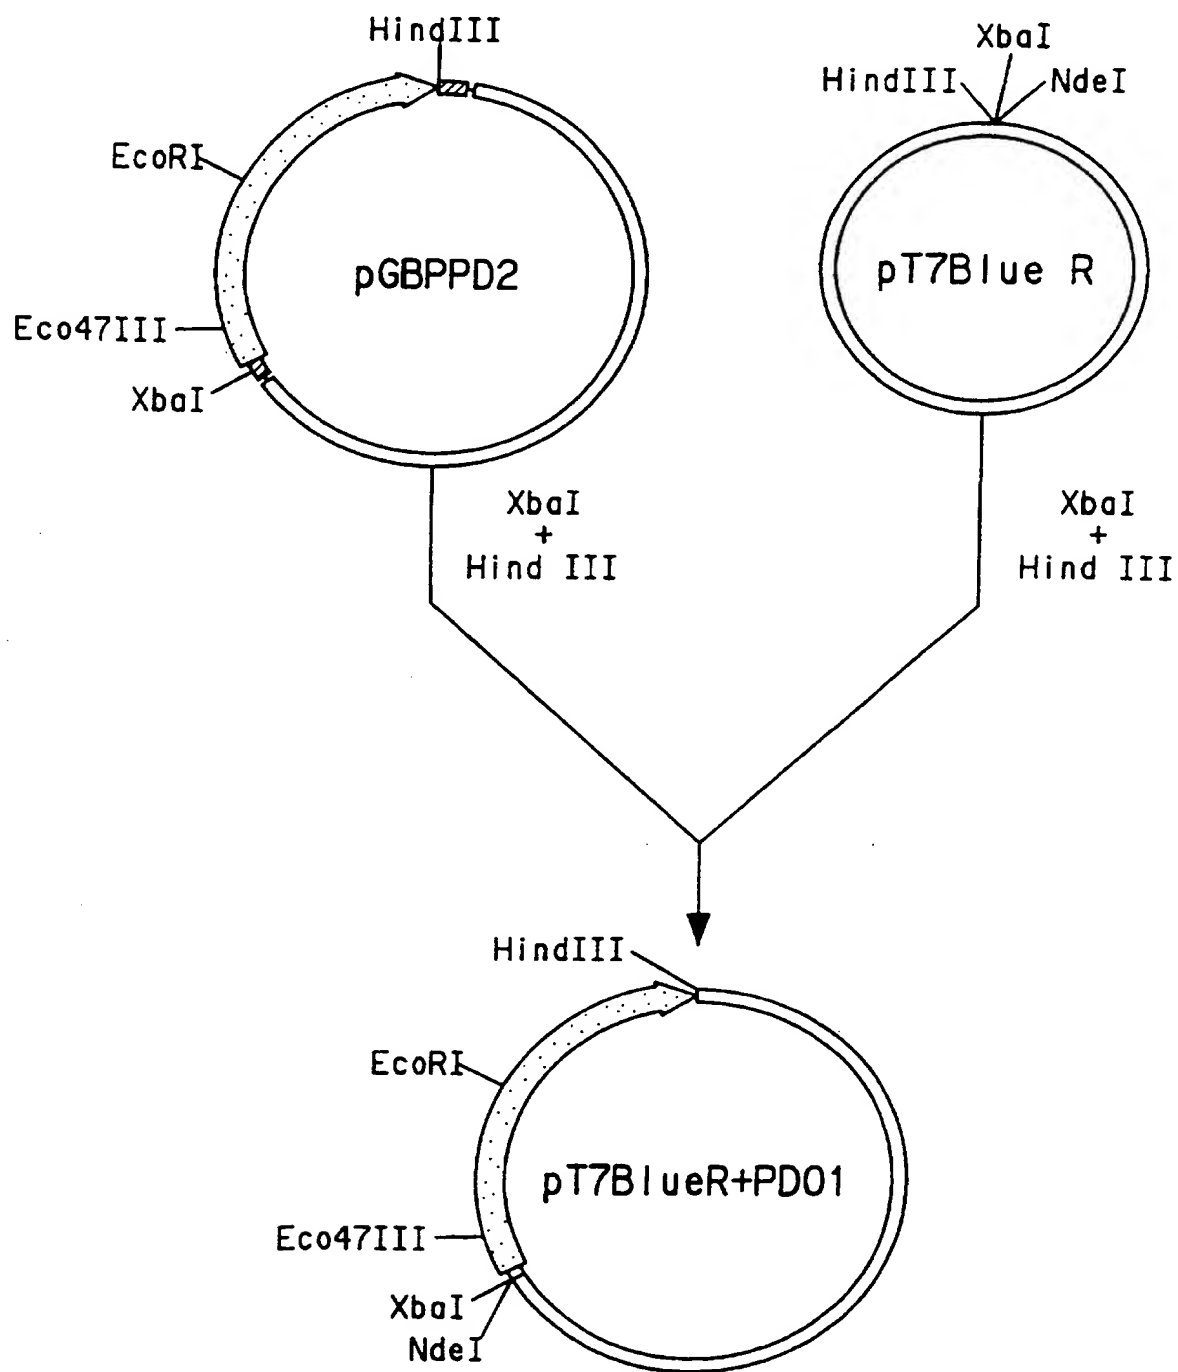 HindIII
EcoRI
pGBPPD2
Eco47III
XbaI
XbaI
HindIII
NdeI
pT7Blue R
XbaI
+
Hind III
XbaI
+
Hind III
HindIII
EcoRI
pT7BlueR+PD01
Eco47III
XbaI
NdeI